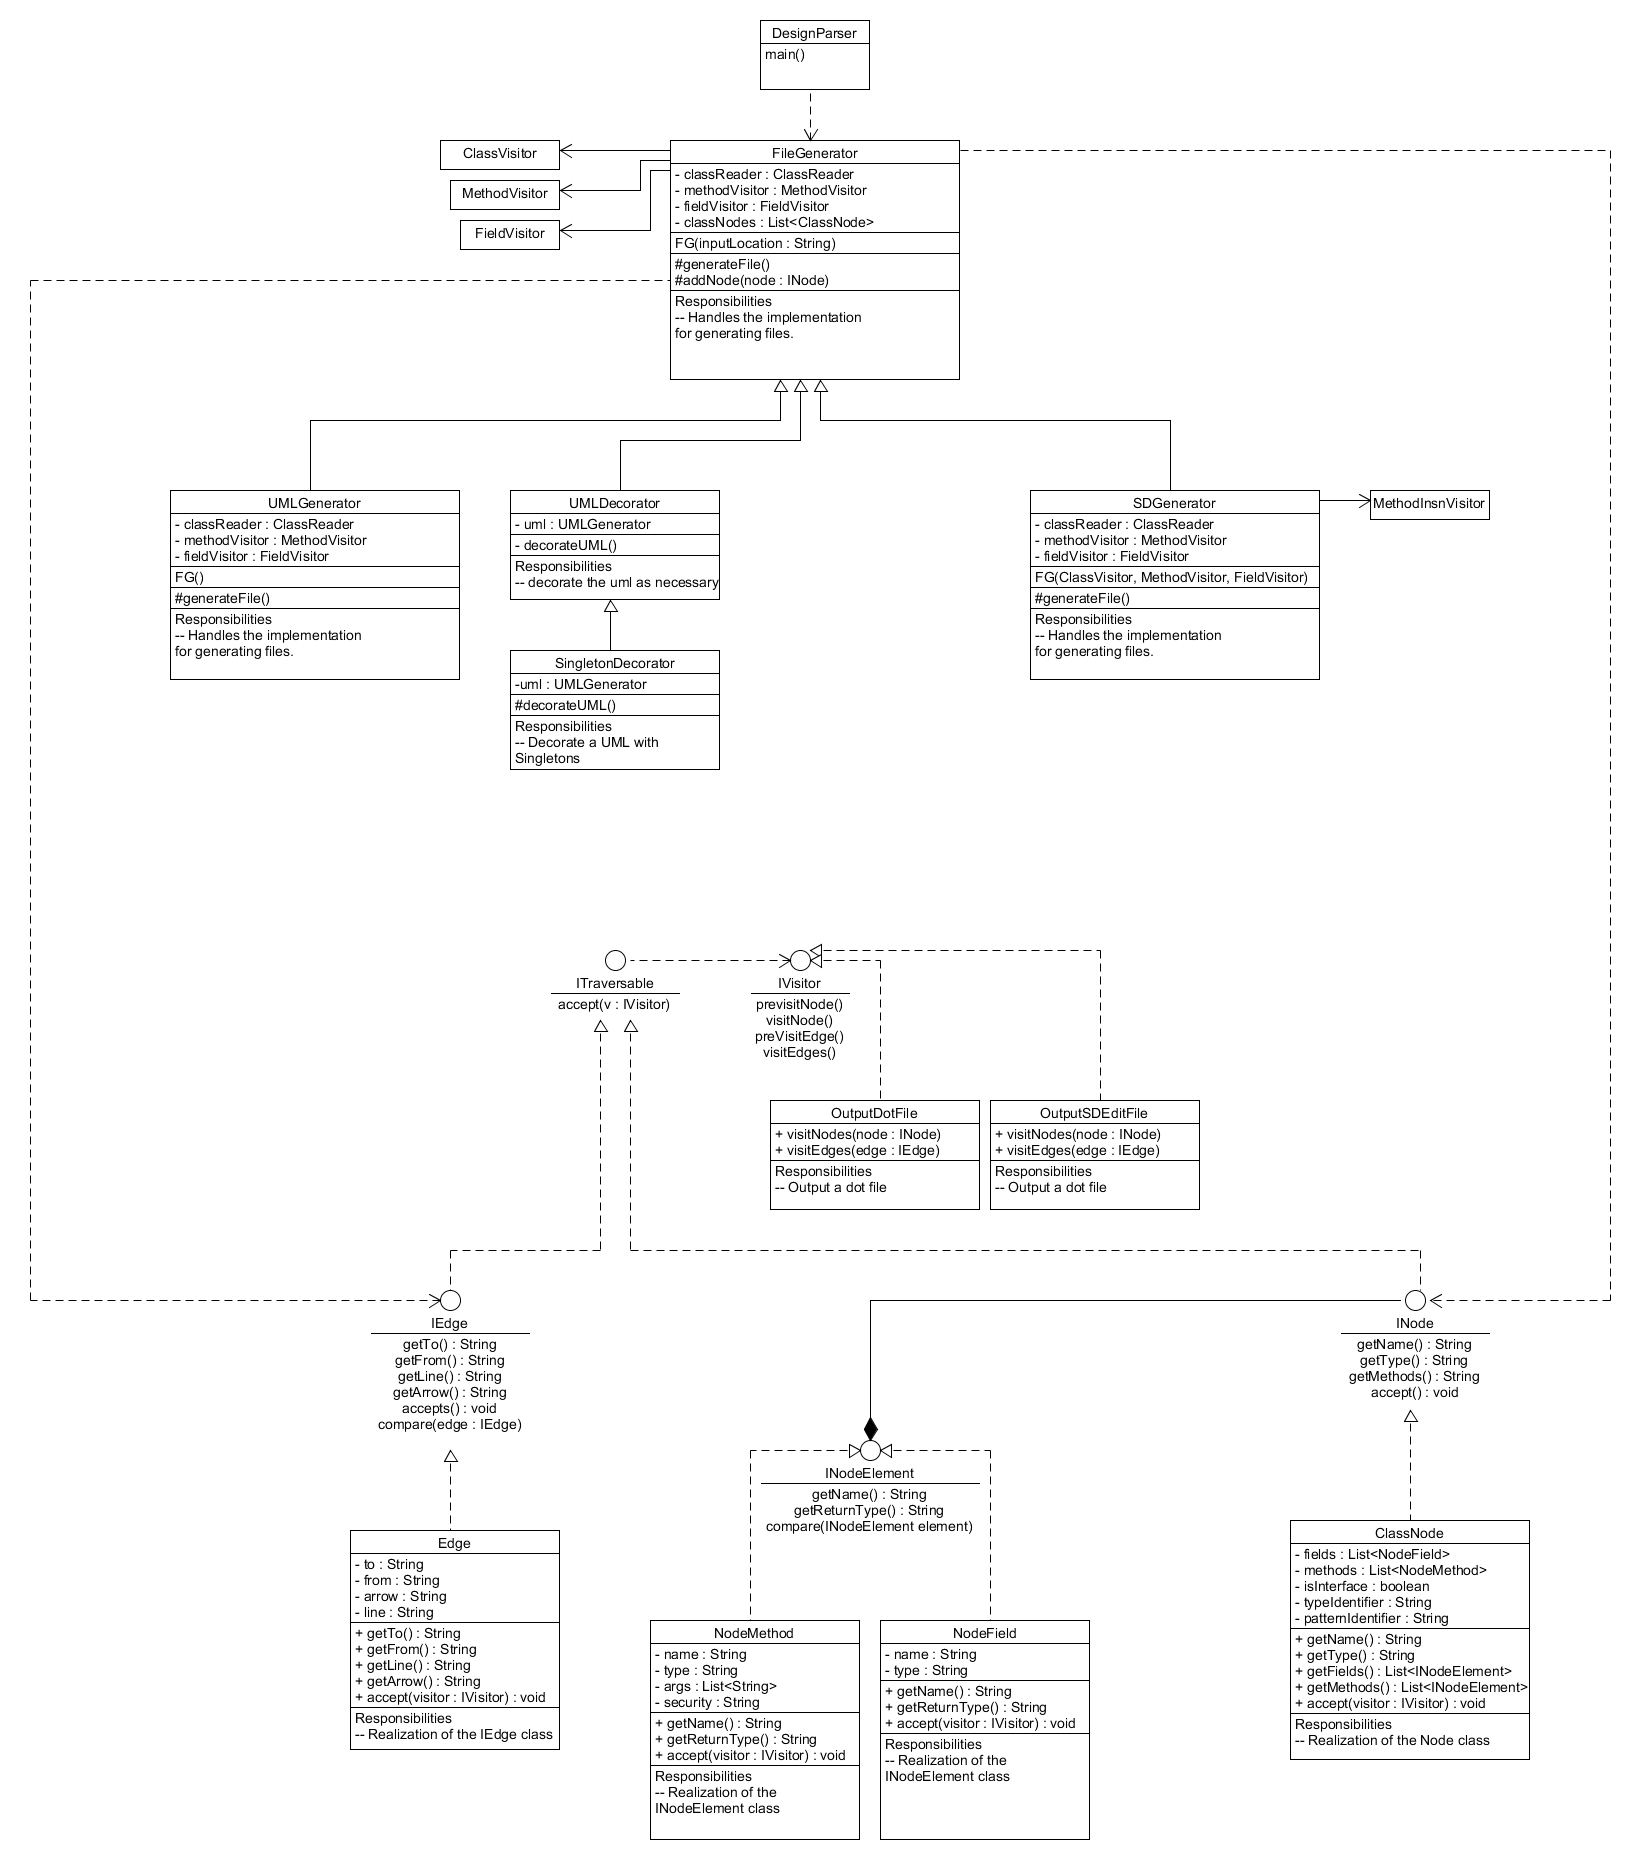 DesignParser
main()
ClassVisitor
MethodVisitor
FieldVisitor
FileGenerator
- classReader : ClassReader
- methodVisitor : MethodVisitor
- fieldVisitor : FieldVisitor
- classNodes : List<ClassNode>
FG(inputLocation : String)
#generateFile()
#addNode(node : INode)
Responsibilities
-- Handles the implementation
for generating files.
UMLGenerator
- classReader : ClassReader
- methodVisitor : MethodVisitor
- fieldVisitor : FieldVisitor
FG()
#generateFile()
Responsibilities
-- Handles the implementation
for generating files.
UMLDecorator
- uml : UMLGenerator
- decorateUML()
Responsibilities
-- decorate the uml as necessary
SingletonDecorator
-uml : UMLGenerator
#decorateUML()
Responsibilities
-- Decorate a UML with
Singletons
SDGenerator
- classReader : ClassReader
- methodVisitor : MethodVisitor
- fieldVisitor : FieldVisitor
FG(ClassVisitor, MethodVisitor, FieldVisitor)
#generateFile()
Responsibilities
-- Handles the implementation
for generating files.
MethodInsnVisitor
ITraversable
accept(v : IVisitor)
IVisitor
previsitNode()
visitNode()
preVisitEdge()
visitEdges()
OutputDotFile
+ visitNodes(node : INode)
+ visitEdges(edge : IEdge)
Responsibilities
-- Output a dot file
OutputSDEditFile
+ visitNodes(node : INode)
+ visitEdges(edge : IEdge)
Responsibilities
-- Output a dot file
IEdge
getTo() : String
getFrom() : String
getLine() : String
getArrow() : String
accepts() : void
compare(edge : IEdge)
INode
getName() : String
getType() : String
getMethods() : String
accept() : void
INodeElement
getName() : String
getReturnType() : String
compare(INodeElement element)
Edge
- to : String
- from : String
- arrow : String
- line : String
+ getTo() : String
+ getFrom() : String
+ getLine() : String
+ getArrow() : String
+ accept(visitor : IVisitor) : void
Responsibilities
-- Realization of the IEdge class
NodeMethod
- name : String
- type : String
- args : List<String>
- security : String
+ getName() : String
+ getReturnType() : String
+ accept(visitor : IVisitor) : void
Responsibilities
-- Realization of the
INodeElement class
NodeField
- name : String
- type : String
+ getName() : String
+ getReturnType() : String
+ accept(visitor : IVisitor) : void
Responsibilities
-- Realization of the
INodeElement class
ClassNode
- fields : List<NodeField>
- methods : List<NodeMethod>
- isInterface : boolean
- typeIdentifier : String
- patternIdentifier : String
+ getName() : String
+ getType() : String
+ getFields() : List<INodeElement>
+ getMethods() : List<INodeElement>
+ accept(visitor : IVisitor) : void
Responsibilities
-- Realization of the Node class